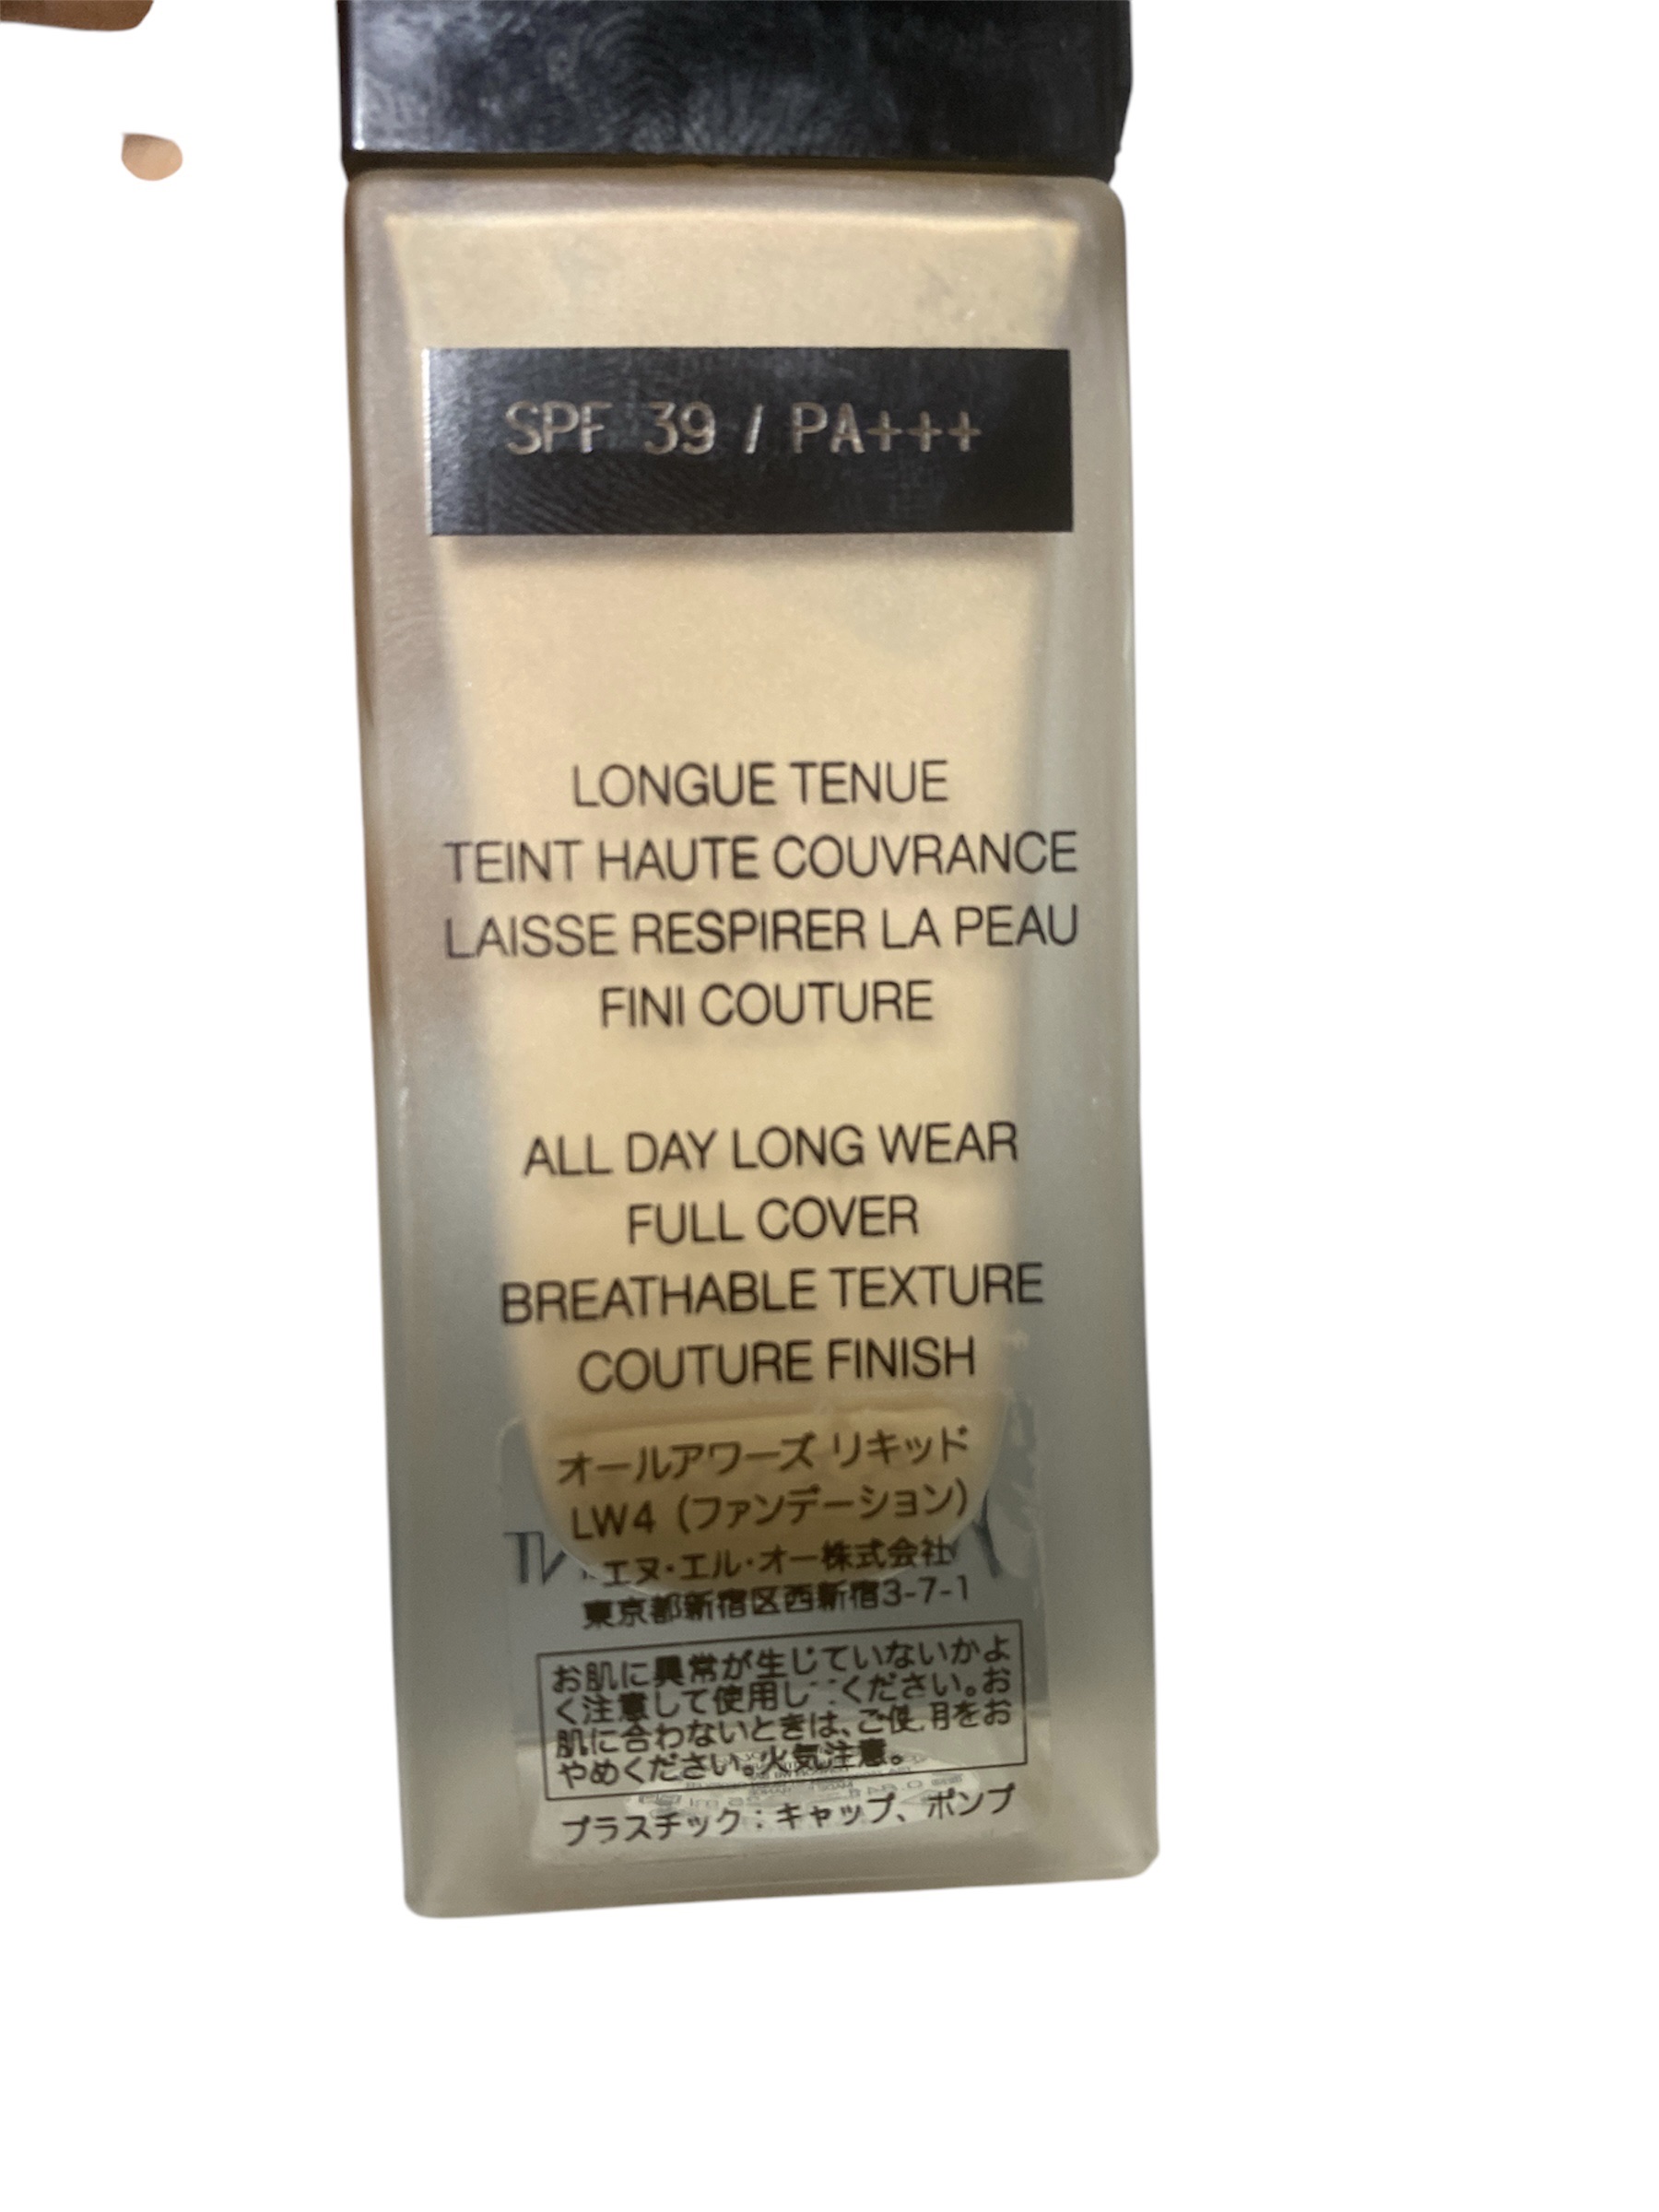 SPF 39 / PA+++
LONGUE TENUE
TEINT HAUTE COUVRANCE
LAISSE RESPIRER LA PEAU
FINI COUTURE
ALL DAY LONG WEAR
FULL COVER
BREATHABLE TEXTURE
COUTURE FINISH
オールアワーズ リキッド
LW4 (ファンデーション)
エヌ・エル・オー株式会社
東京都新宿区西新宿3-7-1
お肌に異常が生じていないかよ
く注意して使用し ください。お
肌に合わないときは、ご使用をお
やめください。火気注意。
プラスチック：キャップ、ポンプ